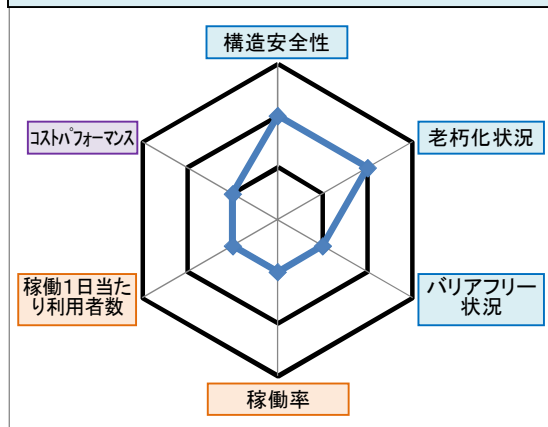 構造安全性
コストパフォーマンス
老朽化状況
稼働1日当た
り利用者数
バリアフリー
状況
稼働率